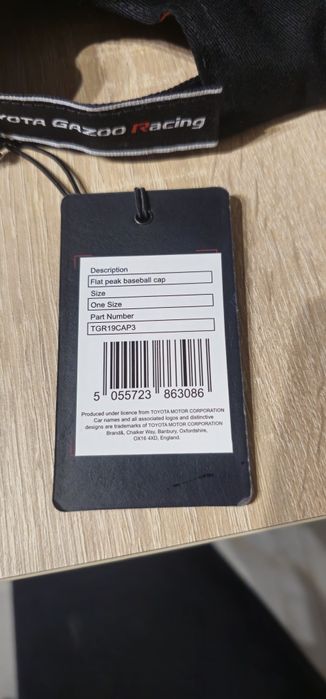 YOTA GAZOO Racing
Description
Flat peak baseball cap
Size
One Size
Part Number
TGR19CAP3
5 055723 863086
Produced under licence from TOYOTA MOTOR CORPORATION
Car names and all associated logos and distinctive
designs are trademarks of TOYOTA MOTOR CORPORATION
Brand&, Chalker Way, Banbury, Oxfordshire,
OX16 4XD, England.